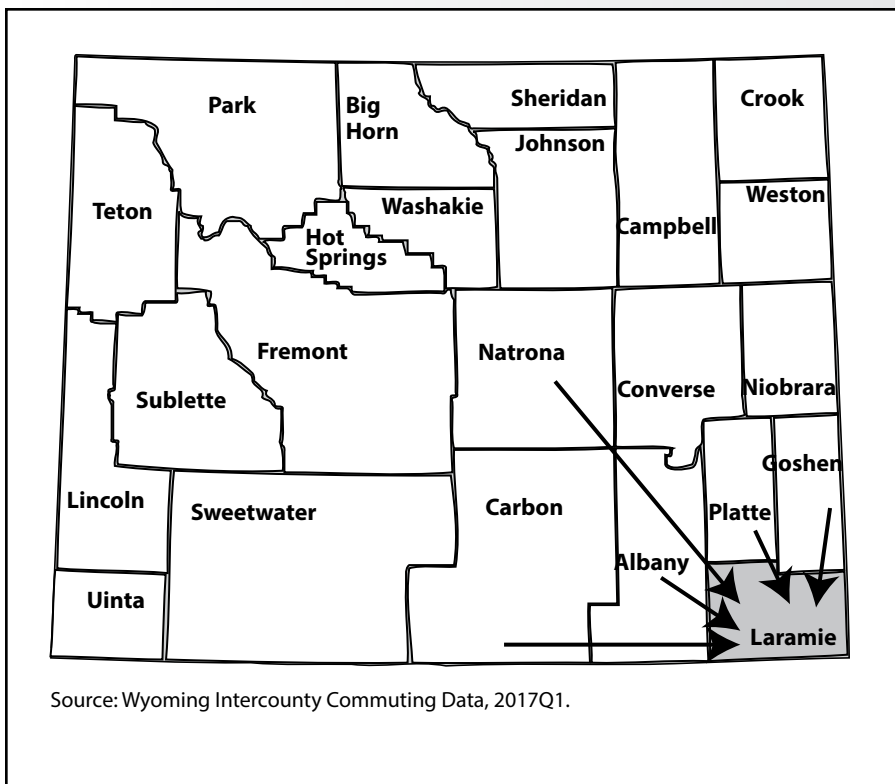 Park
Big
Horn
Sheridan
Crook
Johnson
Teton
Washakie
Weston
Campbell
Hot
Springs
Fremont
Natrona
Converse
Niobrara
Sublette
Goshen
Lincoln
Sweetwater
Carbon
Platte
Albany
Uinta
Laramie
Source: Wyoming Intercounty Commuting Data, 2017Q1.